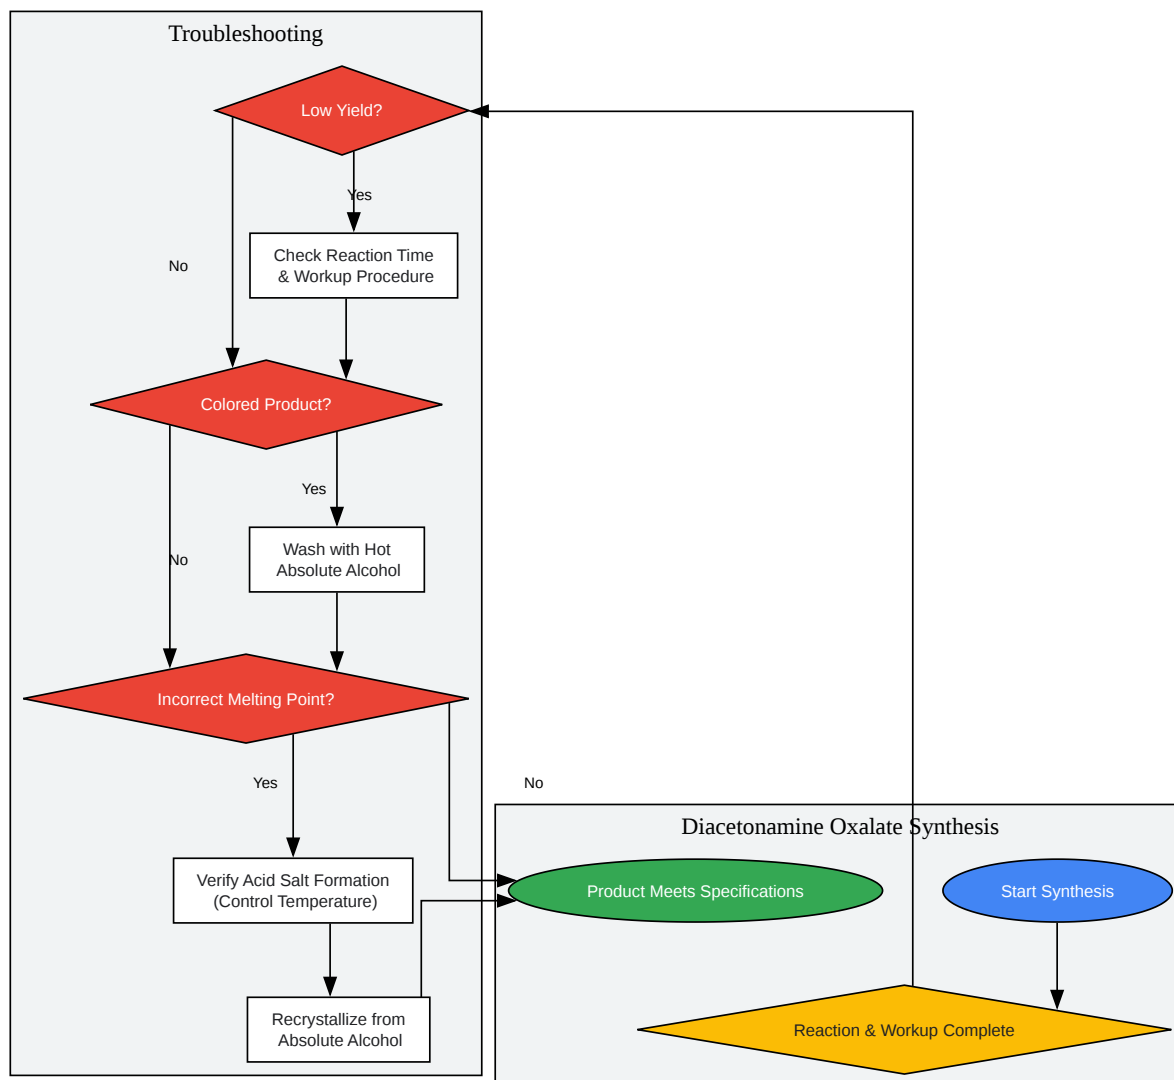 Troubleshooting
Low Yield?
Yes
Check Reaction Time
& Workup Procedure
No
Colored Product?
Yes
Wash with Hot
Absolute Alcohol
No
Incorrect Melting Point?
Yes
No
Verify Acid Salt Formation
(Control Temperature)
Recrystallize from
Absolute Alcohol
Diacetonamine Oxalate Synthesis
Product Meets Specifications
Start Synthesis
Reaction & Workup Complete